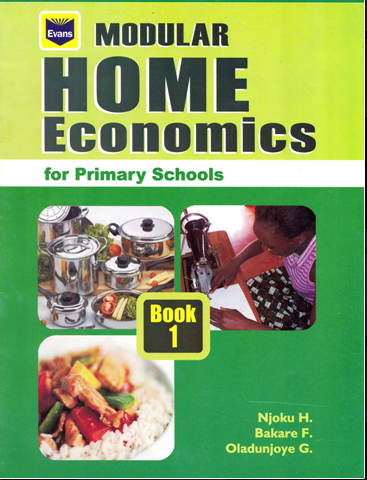 Evans
MODULAR
HOME
Economics
for Primary Schools
Book
1
Njoku H.
Bakare F.
Oladunjoye G.